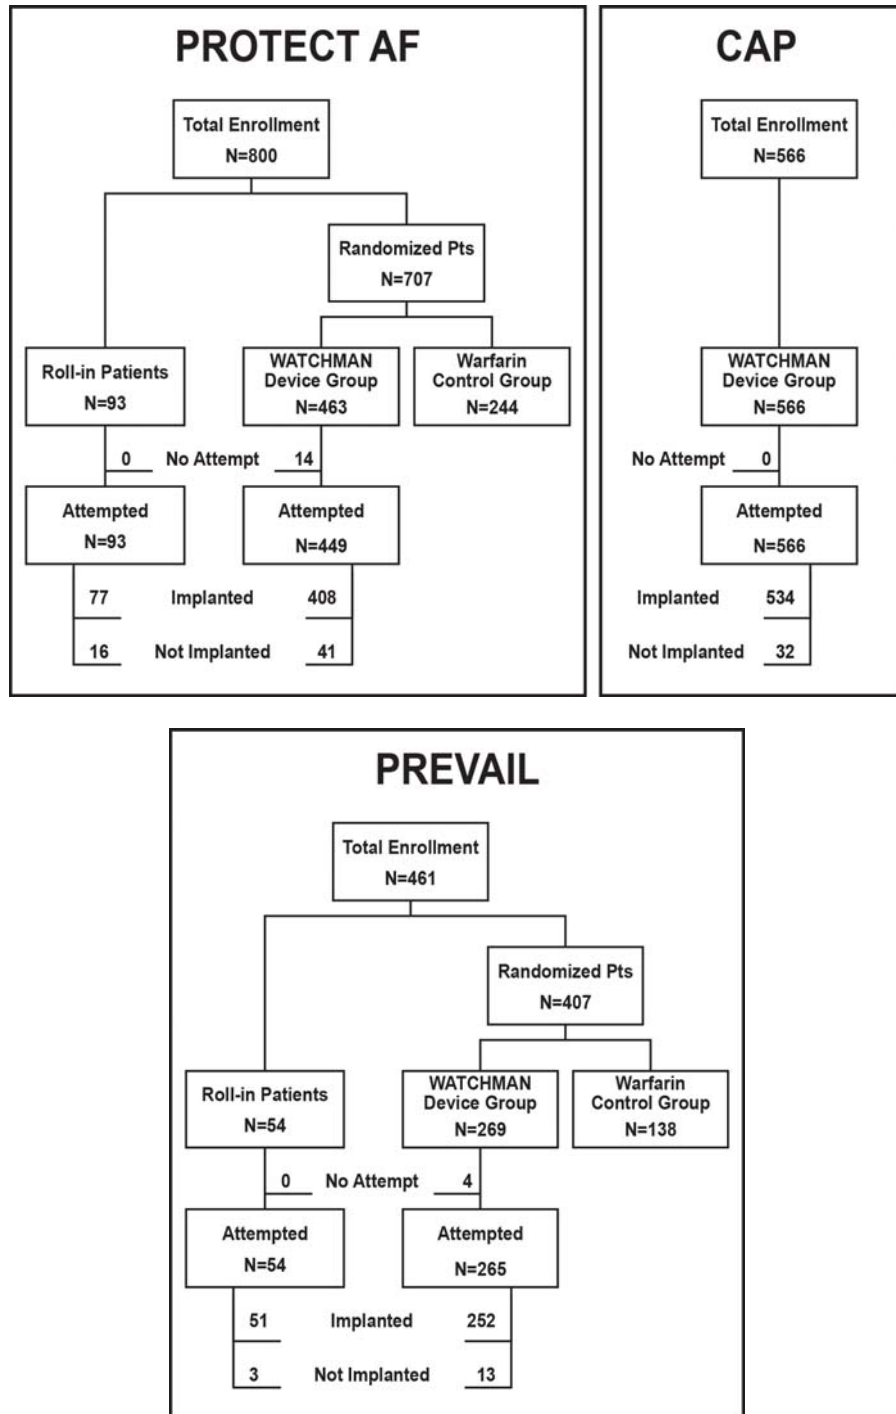 PROTECT AF
Total Enrollment
N=800
Randomized Pts
N=707
Roll-in Patients
N=93
WATCHMAN
Device Group
N=463
Warfarin
Control Group
N=244
0 No Attempt 14
Attempted
N=93
Attempted
N=449
77 Implanted 408
16 Not Implanted 41
CAP
Total Enrollment
N=566
WATCHMAN
Device Group
N=566
No Attempt 0
Attempted
N=566
Implanted 534
Not Implanted 32
PREVAIL
Total Enrollment
N=461
Randomized Pts
N=407
Roll-in Patients
N=54
WATCHMAN
Device Group
N=269
Warfarin
Control Group
N=138
0 No Attempt 4
Attempted
N=54
Attempted
N=265
51 Implanted 252
3 Not Implanted 13